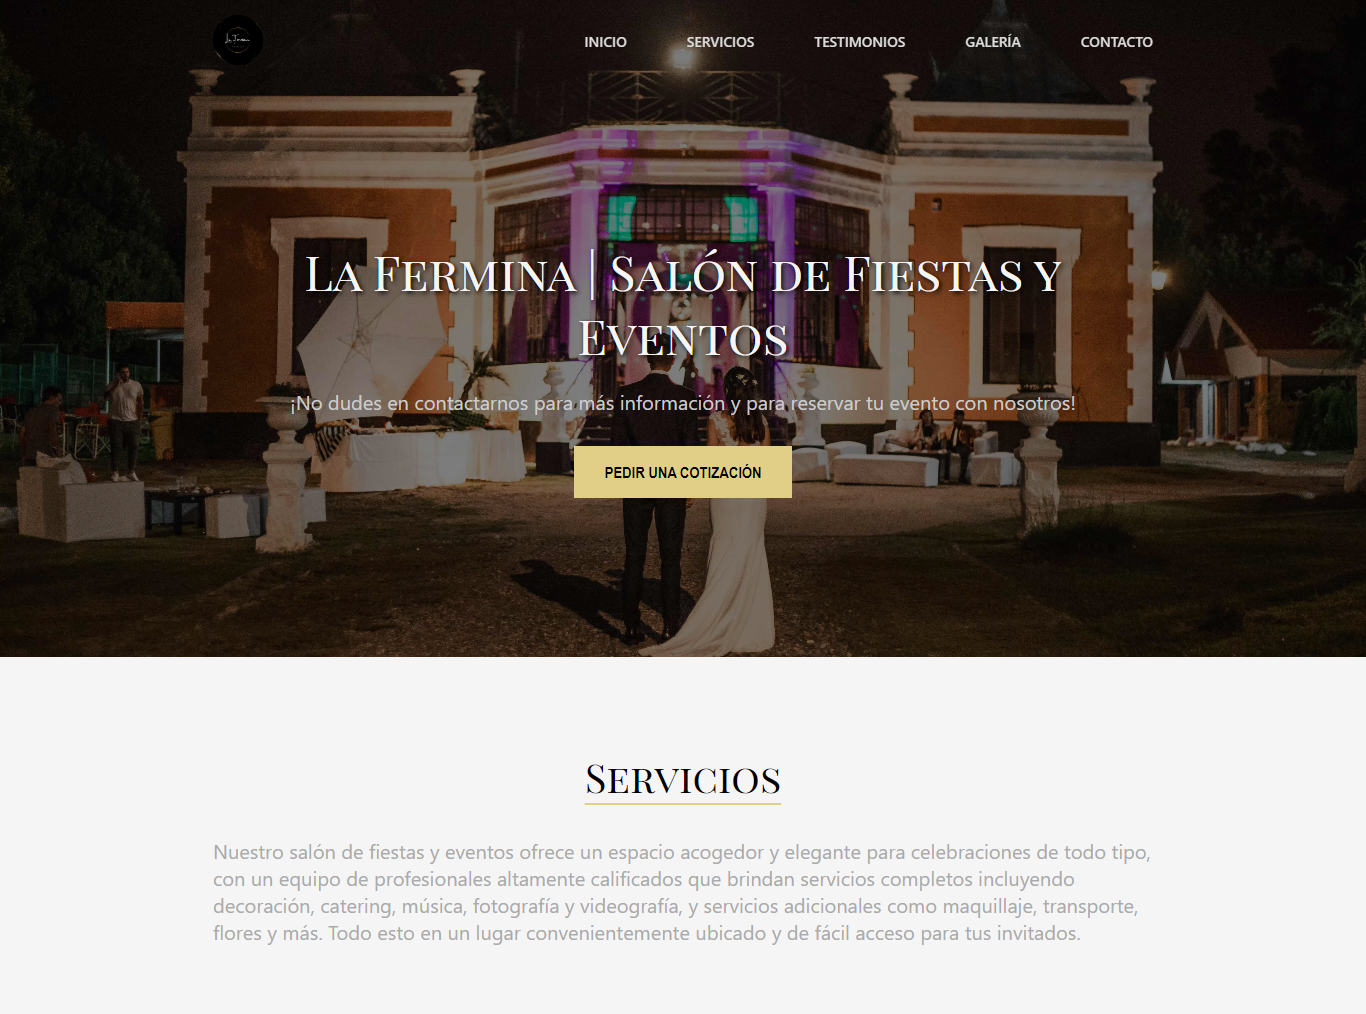 INICIO SERVICIOS TESTIMONIOS GALERÍA CONTACTO
La Fermina | Salón de Fiestas y
Eventos
¡No dudes en contactarnos para más información y para reservar tu evento con nosotros!
PEDIR UNA COTIZACIÓN
Servicios
Nuestro salón de fiestas y eventos ofrece un espacio acogedor y elegante para celebraciones de todo tipo,
con un equipo de profesionales altamente calificados que brindan servicios completos incluyendo
decoración, catering, música, fotografía y videografía, y servicios adicionales como maquillaje, transporte,
flores y más. Todo esto en un lugar convenientemente ubicado y de fácil acceso para tus invitados.